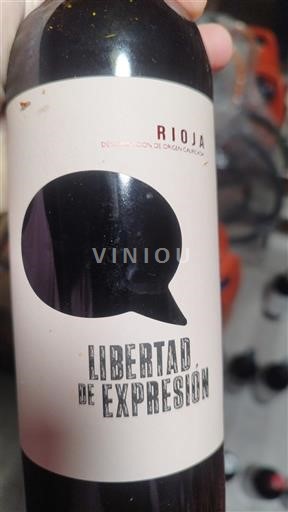 RIOJA
DENOMINACIÓN DE ORIGEN CALIFICADA
VINIOU
LIBERTAD
DE EXPRESIÓN